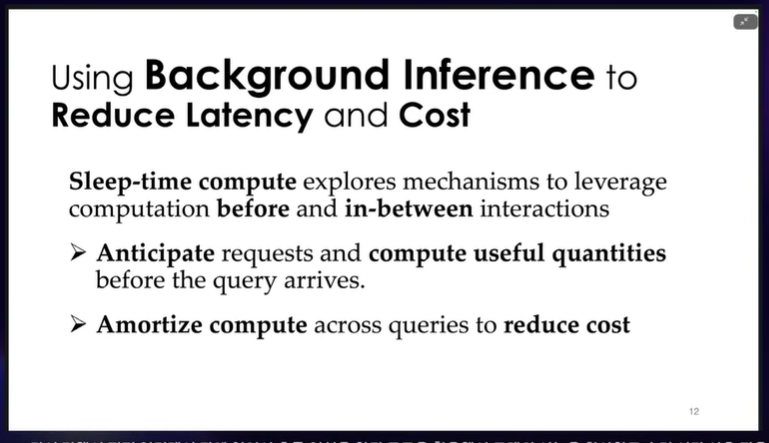 Using Background Inference to
Reduce Latency and Cost
Sleep-time compute explores mechanisms to leverage
computation before and in-between interactions
➢ Anticipate requests and compute useful quantities
before the query arrives.
➢ Amortize compute across queries to reduce cost
12